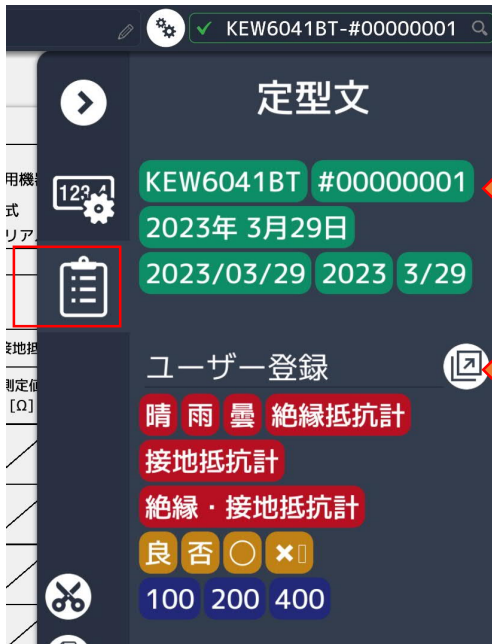 KEW6041BT-#00000001
定型文
用機
KEW6041BT #00000001
式
リア
2023年 3月29日
2023/03/29 2023 3/29
接地抵
ユーザー登録
測定値
[Ω]
晴 雨 曇 絶縁抵抗計
接地抵抗計
絶縁・接地抵抗計
良 否 ○ ×
100 200 400